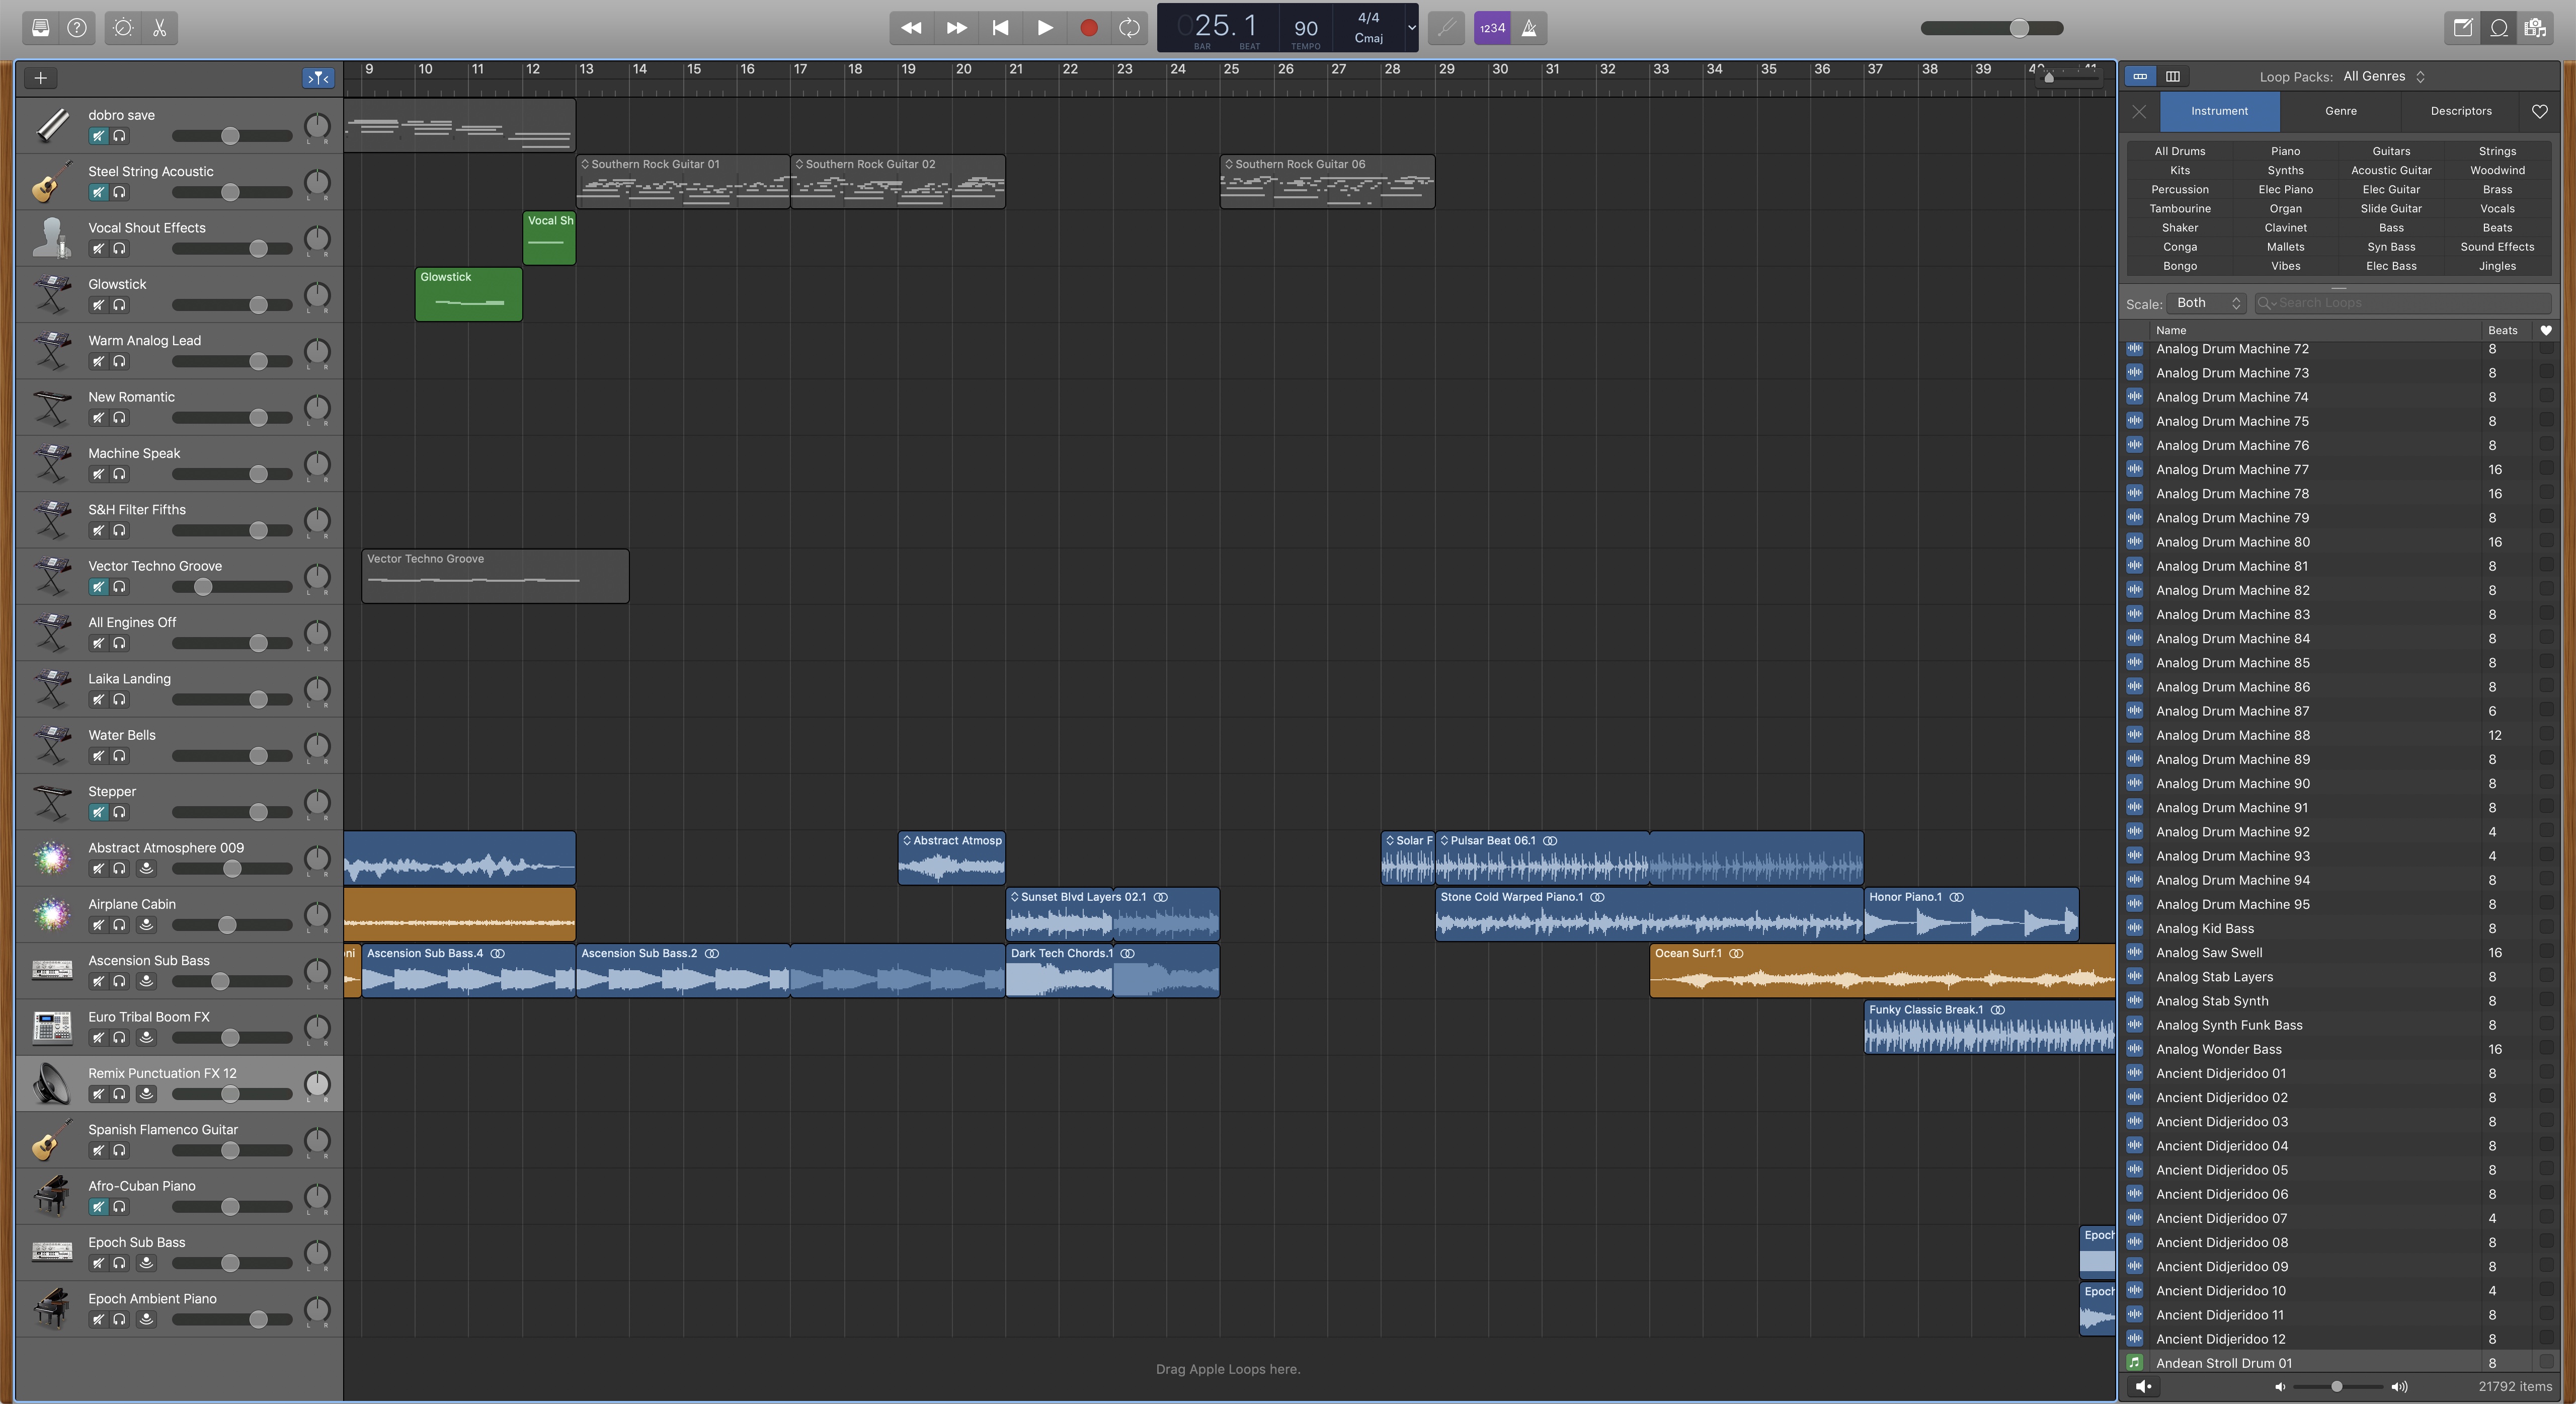 025.1
BAR BEAT
90
TEMPO
4/4
Cmaj
1234
9 10 11 12 13 14 15 16 17 18 19 20 21 22 23 24 25 26 27 28 29 30 31 32 33 34 35 36 37 38 39
dobro save
L R
Steel String Acoustic
L R
Southern Rock Guitar 01
Southern Rock Guitar 02
Southern Rock Guitar 06
Vocal Shout Effects
L R
Vocal Sh
Glowstick
L R
Glowstick
Warm Analog Lead
L R
New Romantic
L R
Machine Speak
L R
S&H Filter Fifths
L R
Vector Techno Groove
L R
Vector Techno Groove
All Engines Off
L R
Laika Landing
L R
Water Bells
L R
Stepper
L R
Abstract Atmosphere 009
L R
Abstract Atmosp
Solar F
Pulsar Beat 06.1
Airplane Cabin
L R
Sunset Blvd Layers 02.1
Stone Cold Warped Piano.1
Honor Piano.1
Ascension Sub Bass
L R
oni
Ascension Sub Bass.4
Ascension Sub Bass.2
Dark Tech Chords.1
Ocean Surf.1
Euro Tribal Boom FX
L R
Funky Classic Break.1
Remix Punctuation FX 12
L R
Spanish Flamenco Guitar
L R
Afro-Cuban Piano
L R
Epoch Sub Bass
L R
Epoch
Epoch Ambient Piano
L R
Epoch
Drag Apple Loops here.
Loop Packs: All Genres
Instrument Genre Descriptors
All Drums Piano Guitars Strings
Kits Synths Acoustic Guitar Woodwind
Percussion Elec Piano Elec Guitar Brass
Tambourine Organ Slide Guitar Vocals
Shaker Clavinet Bass Beats
Conga Mallets Syn Bass Sound Effects
Bongo Vibes Elec Bass Jingles
Scale: Both Search Loops
Name Beats
Analog Drum Machine 72 8
Analog Drum Machine 73 8
Analog Drum Machine 74 8
Analog Drum Machine 75 8
Analog Drum Machine 76 8
Analog Drum Machine 77 16
Analog Drum Machine 78 16
Analog Drum Machine 79 8
Analog Drum Machine 80 16
Analog Drum Machine 81 8
Analog Drum Machine 82 8
Analog Drum Machine 83 8
Analog Drum Machine 84 8
Analog Drum Machine 85 8
Analog Drum Machine 86 8
Analog Drum Machine 87 6
Analog Drum Machine 88 12
Analog Drum Machine 89 8
Analog Drum Machine 90 8
Analog Drum Machine 91 8
Analog Drum Machine 92 4
Analog Drum Machine 93 4
Analog Drum Machine 94 8
Analog Drum Machine 95 8
Analog Kid Bass 8
Analog Saw Swell 16
Analog Stab Layers 8
Analog Stab Synth 8
Analog Synth Funk Bass 8
Analog Wonder Bass 16
Ancient Didjeridoo 01 8
Ancient Didjeridoo 02 8
Ancient Didjeridoo 03 8
Ancient Didjeridoo 04 8
Ancient Didjeridoo 05 8
Ancient Didjeridoo 06 8
Ancient Didjeridoo 07 4
Ancient Didjeridoo 08 8
Ancient Didjeridoo 09 8
Ancient Didjeridoo 10 4
Ancient Didjeridoo 11 8
Ancient Didjeridoo 12 8
Andean Stroll Drum 01 8
21792 items